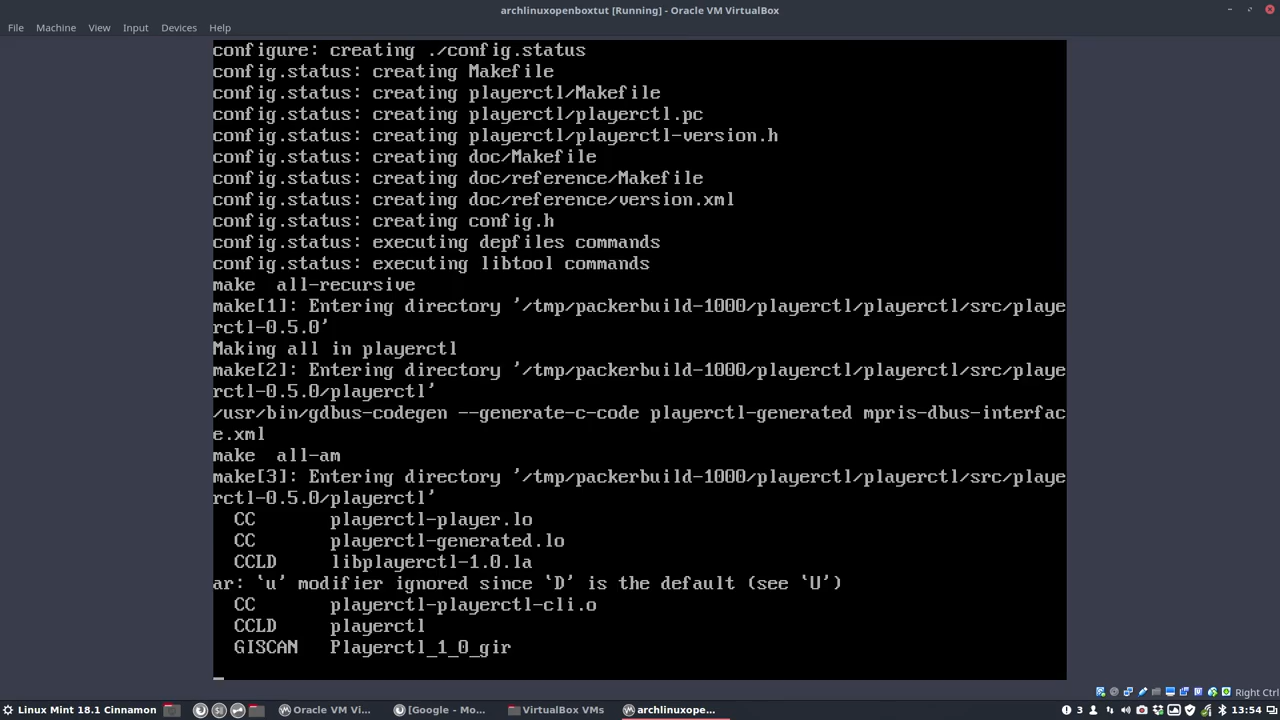 archlinuxopenboxtut [Running] - Oracle VM VirtualBox
File Machine View Input Devices Help
configure: creating ./config.status
config.status: creating Makefile
config.status: creating playerctl/Makefile
config.status: creating playerctl/playerctl.pc
config.status: creating playerctl/playerctl-version.h
config.status: creating doc/Makefile
config.status: creating doc/reference/Makefile
config.status: creating doc/reference/version.xml
config.status: creating config.h
config.status: executing depfiles commands
config.status: executing libtool commands
make  all-recursive
make[1]: Entering directory '/tmp/packerbuild-1000/playerctl/playerctl/src/playe
rctl-0.5.0'
Making all in playerctl
make[2]: Entering directory '/tmp/packerbuild-1000/playerctl/playerctl/src/playe
rctl-0.5.0/playerctl'
/usr/bin/gdbus-codegen --generate-c-code playerctl-generated mpris-dbus-interfac
e.xml
make  all-am
make[3]: Entering directory '/tmp/packerbuild-1000/playerctl/playerctl/src/playe
rctl-0.5.0/playerctl'
  CC       playerctl-player.lo
  CC       playerctl-generated.lo
  CCLD     libplayerctl-1.0.la
ar: `u' modifier ignored since `D' is the default (see `U')
  CC       playerctl-playerctl-cli.o
  CCLD     playerctl
  GISCAN   Playerctl_1_0_gir
Right Ctrl
Linux Mint 18.1 Cinnamon Oracle VM Vi... [Google - Mo... VirtualBox VMs archlinuxope... 3 13:54